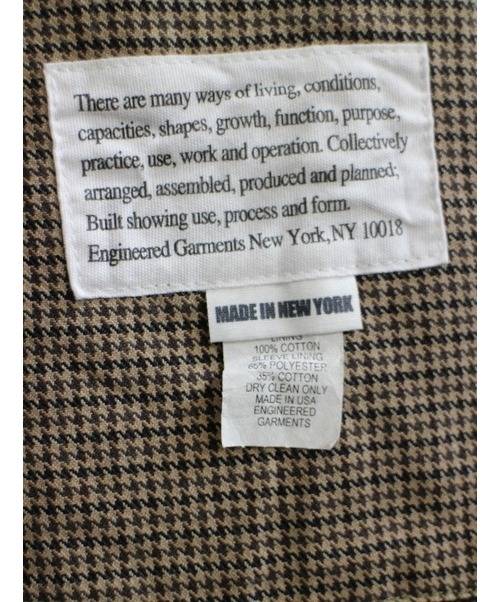 There are many ways of living, conditions,
capacities, shapes, growth, function, purpose,
practice, use, work and operation. Collectively
arranged, assembled, produced and planned;
Built showing use, process and form.
Engineered Garments New York, NY 10018
MADE IN NEW YORK
LINING
100% COTTON
SLEEVE LINING
65% POLYESTER
35% COTTON
DRY CLEAN ONLY
MADE IN USA
ENGINEERED
GARMENTS